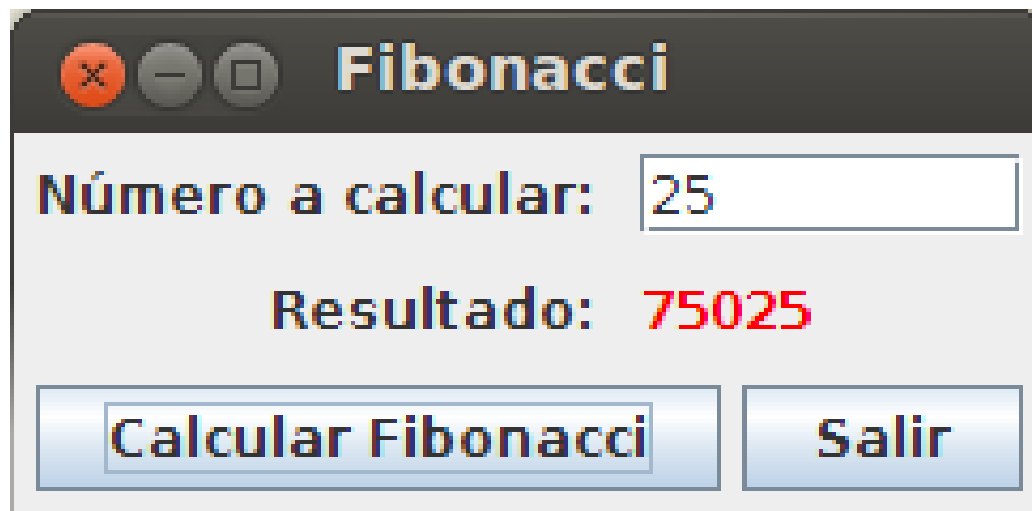 Fibonacci
Número a calcular: 25
Resultado: 75025
Calcular Fibonacci Salir